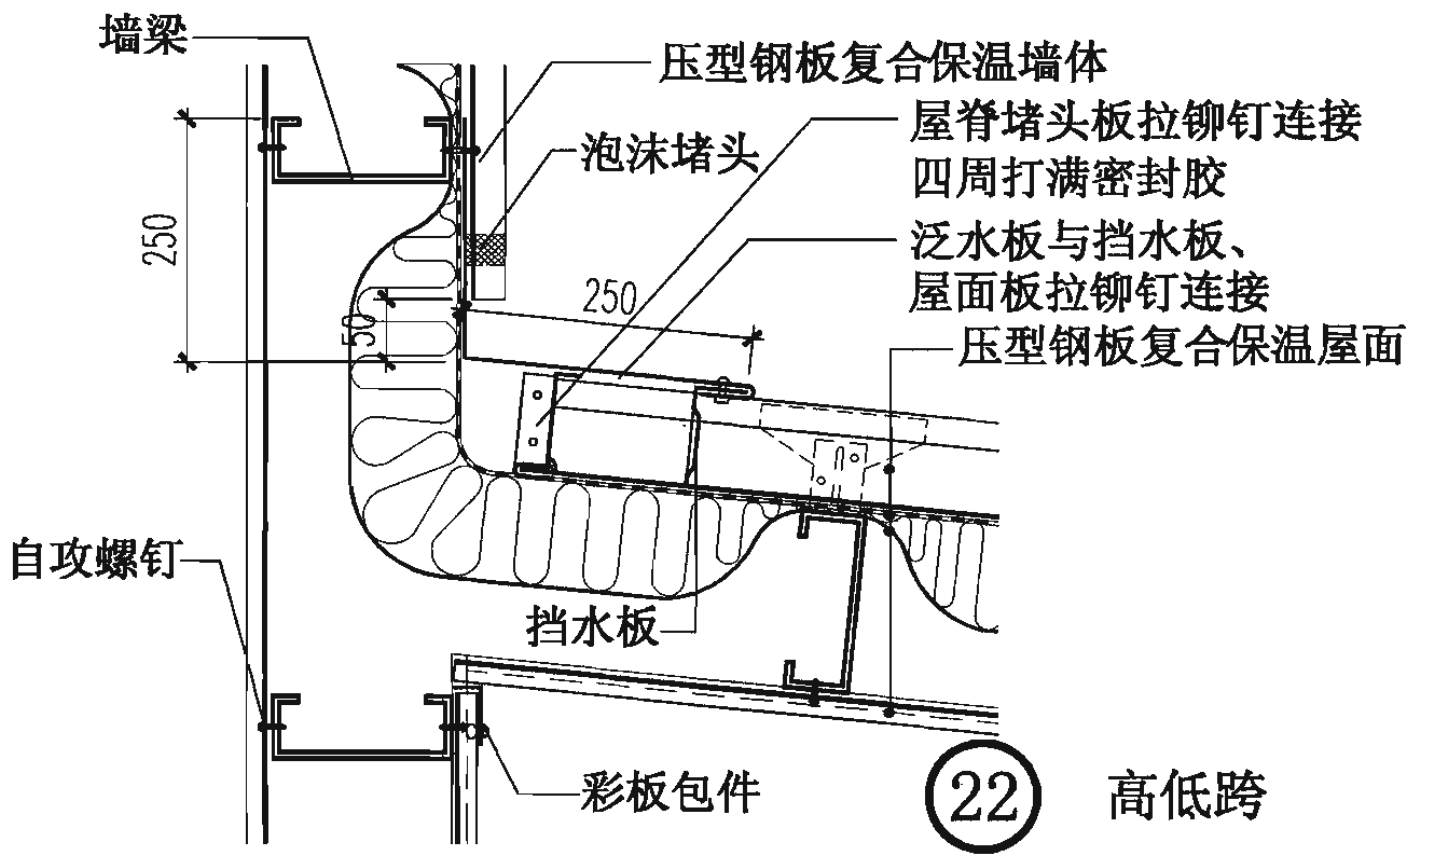 墙梁
压型钢板复合保温墙体
屋脊堵头板拉铆钉连接
四周打满密封胶
泡沫堵头
泛水板与挡水板、
屋面板拉铆钉连接
压型钢板复合保温屋面
250
250
50
自攻螺钉
挡水板
彩板包件
22 高低跨